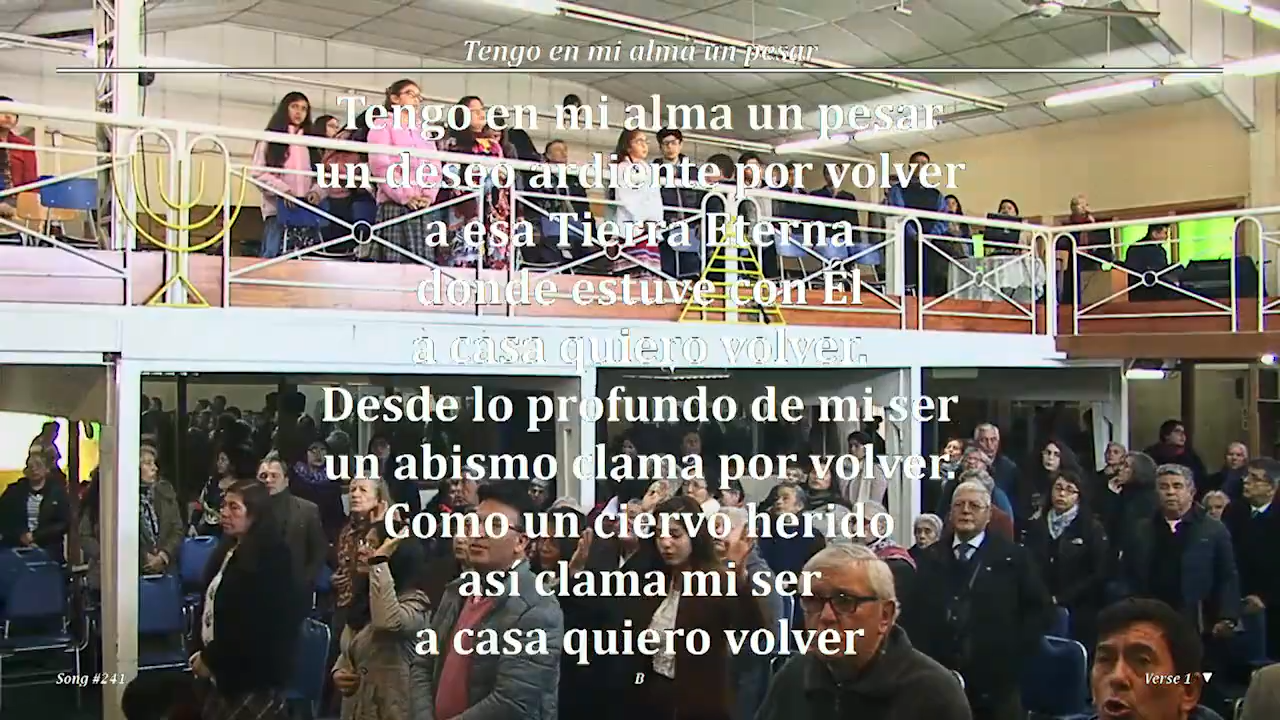 Tengo en mi alma un pesar
Tengo en mi alma un pesar
un deseo ardiente por volver
a esa Tierra Eterna
donde estuve con Él
a casa quiero volver.
Desde lo profundo de mi ser
un abismo clama por volver.
Como un ciervo herido
así clama mi ser
a casa quiero volver
Song #241
B
Verse 1 ▼